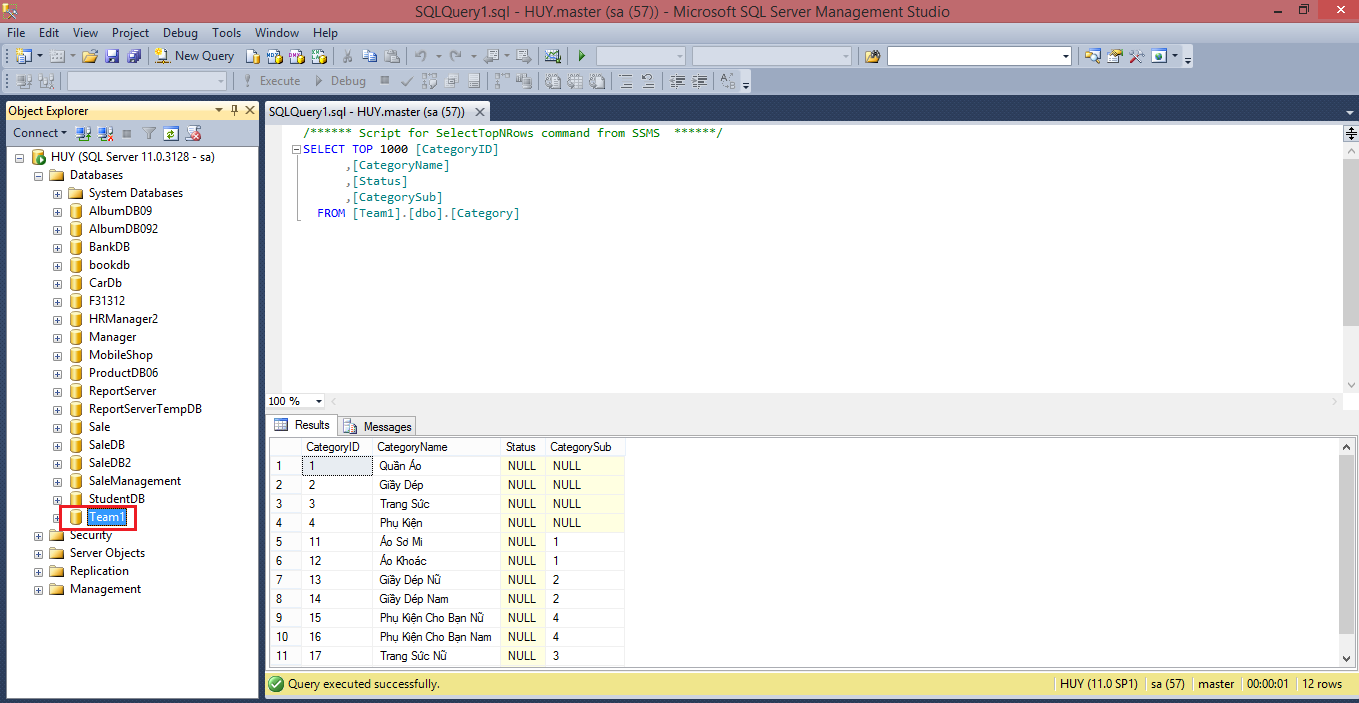 SQLQuery1.sql - HUY.master (sa (57)) - Microsoft SQL Server Management Studio
File Edit View Project Debug Tools Window Help
New Query
Execute Debug
Object Explorer
Connect
HUY (SQL Server 11.0.3128 - sa)
Databases
System Databases
AlbumDB09
AlbumDB092
BankDB
bookdb
CarDb
F31312
HRManager2
Manager
MobileShop
ProductDB06
ReportServer
ReportServerTempDB
Sale
SaleDB
SaleDB2
SaleManagement
StudentDB
Team1
Security
Server Objects
Replication
Management
SQLQuery1.sql - HUY.master (sa (57))
/****** Script for SelectTopNRows command from SSMS ******/
SELECT TOP 1000 [CategoryID]
,[CategoryName]
,[Status]
,[CategorySub]
FROM [Team1].[dbo].[Category]
100 %
Results Messages
CategoryID CategoryName Status CategorySub
1 1 Quần Áo NULL NULL
2 2 Giầy Dép NULL NULL
3 3 Trang Sức NULL NULL
4 4 Phụ Kiện NULL NULL
5 11 Áo Sơ Mi NULL 1
6 12 Áo Khoác NULL 1
7 13 Giầy Dép Nữ NULL 2
8 14 Giầy Dép Nam NULL 2
9 15 Phụ Kiện Cho Bạn Nữ NULL 4
10 16 Phụ Kiện Cho Bạn Nam NULL 4
11 17 Trang Sức Nữ NULL 3
Query executed successfully. HUY (11.0 SP1) sa (57) master 00:00:01 12 rows